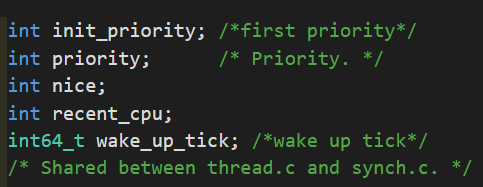 int init_priority; /*first priority*/
int priority;      /* Priority. */
int nice;
int recent_cpu;
int64_t wake_up_tick; /*wake up tick*/
/* Shared between thread.c and synch.c. */